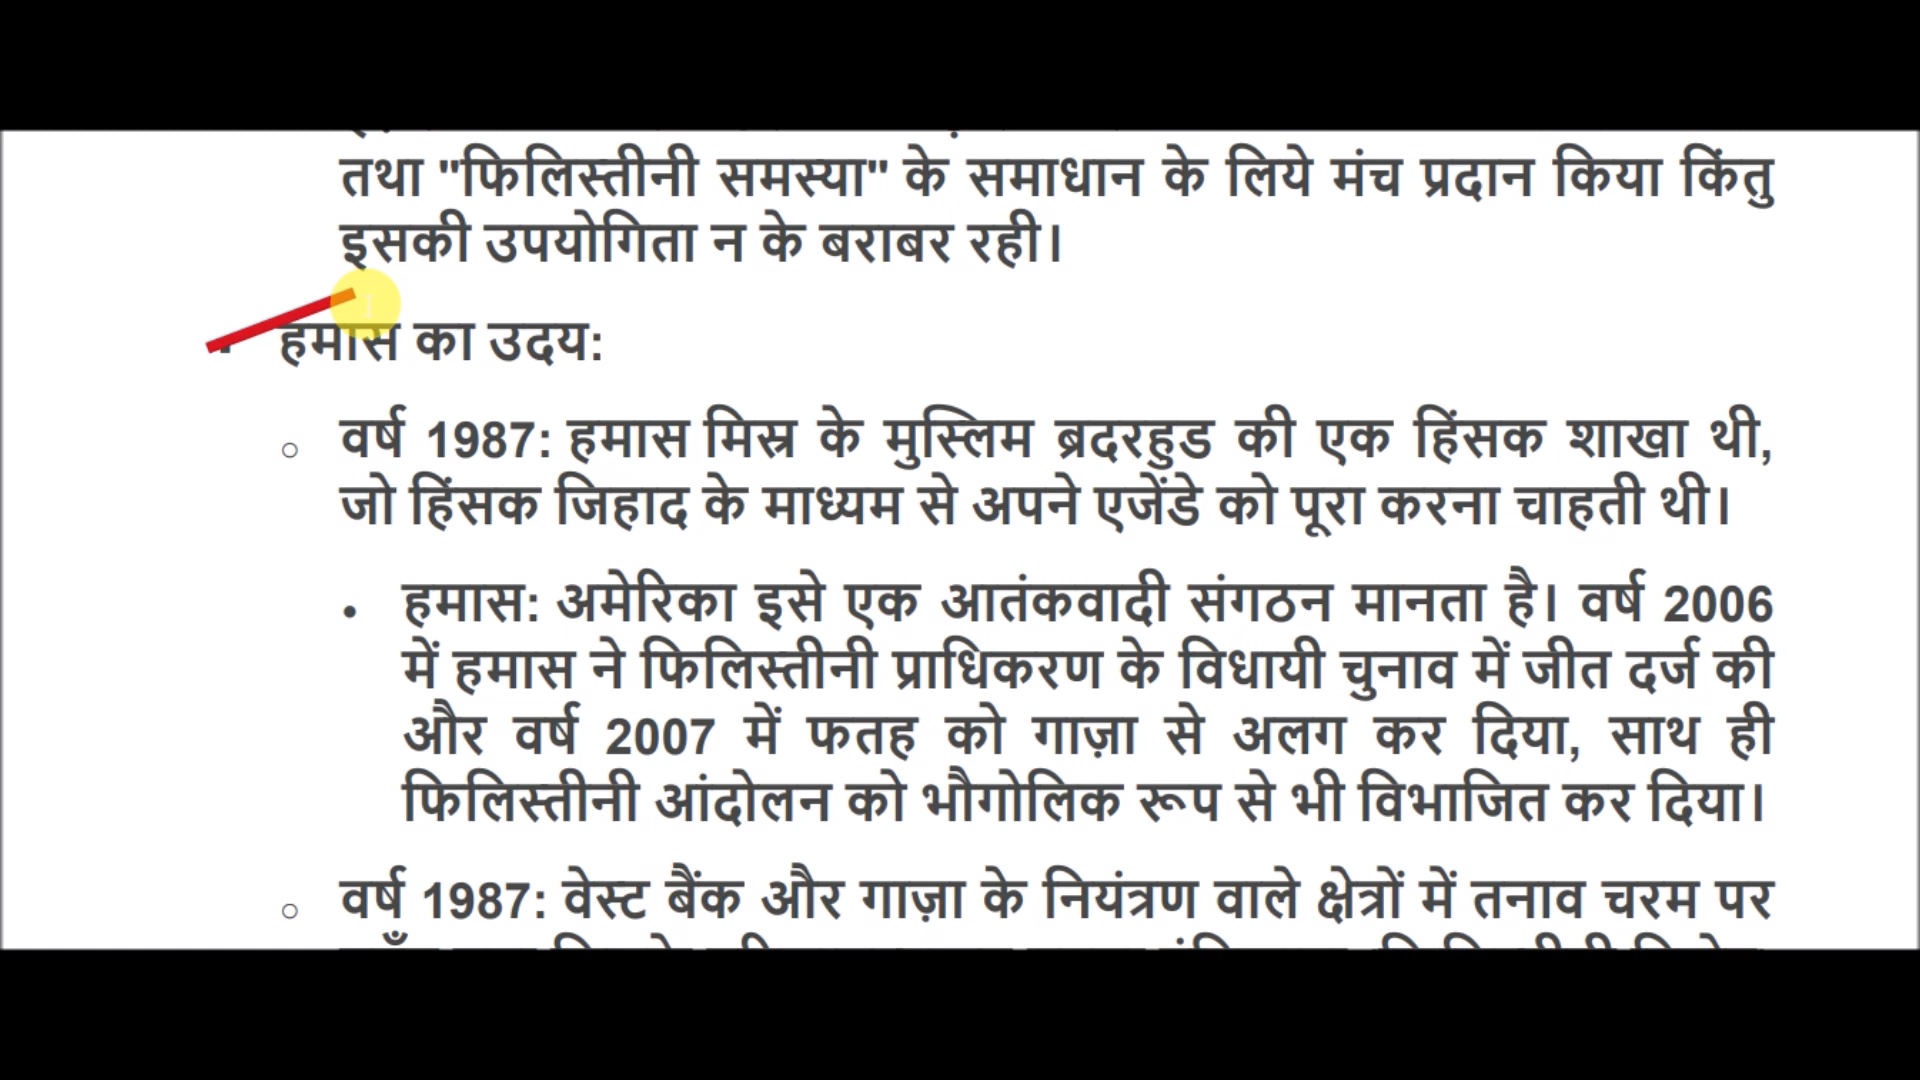 तथा "फिलिस्तीनी समस्या" के समाधान के लिये मंच प्रदान किया किंतु
इसकी उपयोगिता न के बराबर रही।
हमास का उदय:
वर्ष 1987: हमास मिस्र के मुस्लिम ब्रदरहुड की एक हिंसक शाखा थी,
जो हिंसक जिहाद के माध्यम से अपने एजेंडे को पूरा करना चाहती थी।
हमास: अमेरिका इसे एक आतंकवादी संगठन मानता है। वर्ष 2006
में हमास ने फिलिस्तीनी प्राधिकरण के विधायी चुनाव में जीत दर्ज की
और वर्ष 2007 में फतह को गाज़ा से अलग कर दिया, साथ ही
फिलिस्तीनी आंदोलन को भौगोलिक रूप से भी विभाजित कर दिया।
वर्ष 1987: वेस्ट बैंक और गाज़ा के नियंत्रण वाले क्षेत्रों में तनाव चरम पर